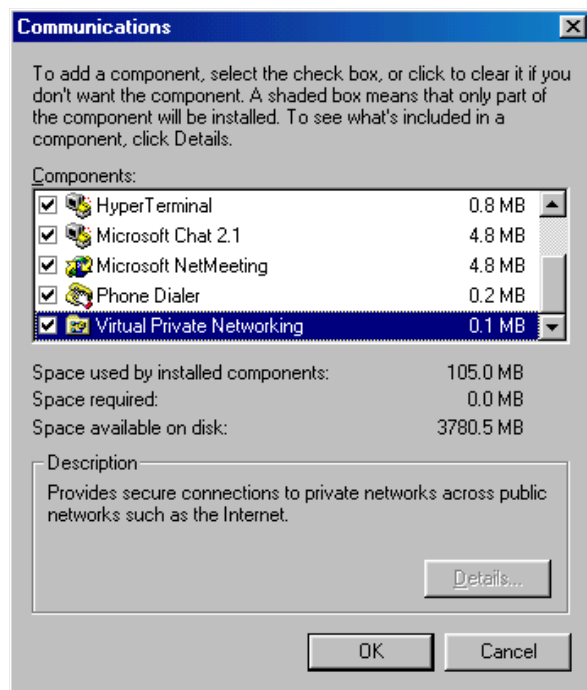 Communications
To add a component, select the check box, or click to clear it if you
don't want the component. A shaded box means that only part of
the component will be installed. To see what's included in a
component, click Details.
Components:
HyperTerminal 0.8 MB
Microsoft Chat 2.1 4.8 MB
Microsoft NetMeeting 4.8 MB
Phone Dialer 0.2 MB
Virtual Private Networking 0.1 MB
Space used by installed components: 105.0 MB
Space required: 0.0 MB
Space available on disk: 3780.5 MB
Description
Provides secure connections to private networks across public
networks such as the Internet.
Details...
OK Cancel